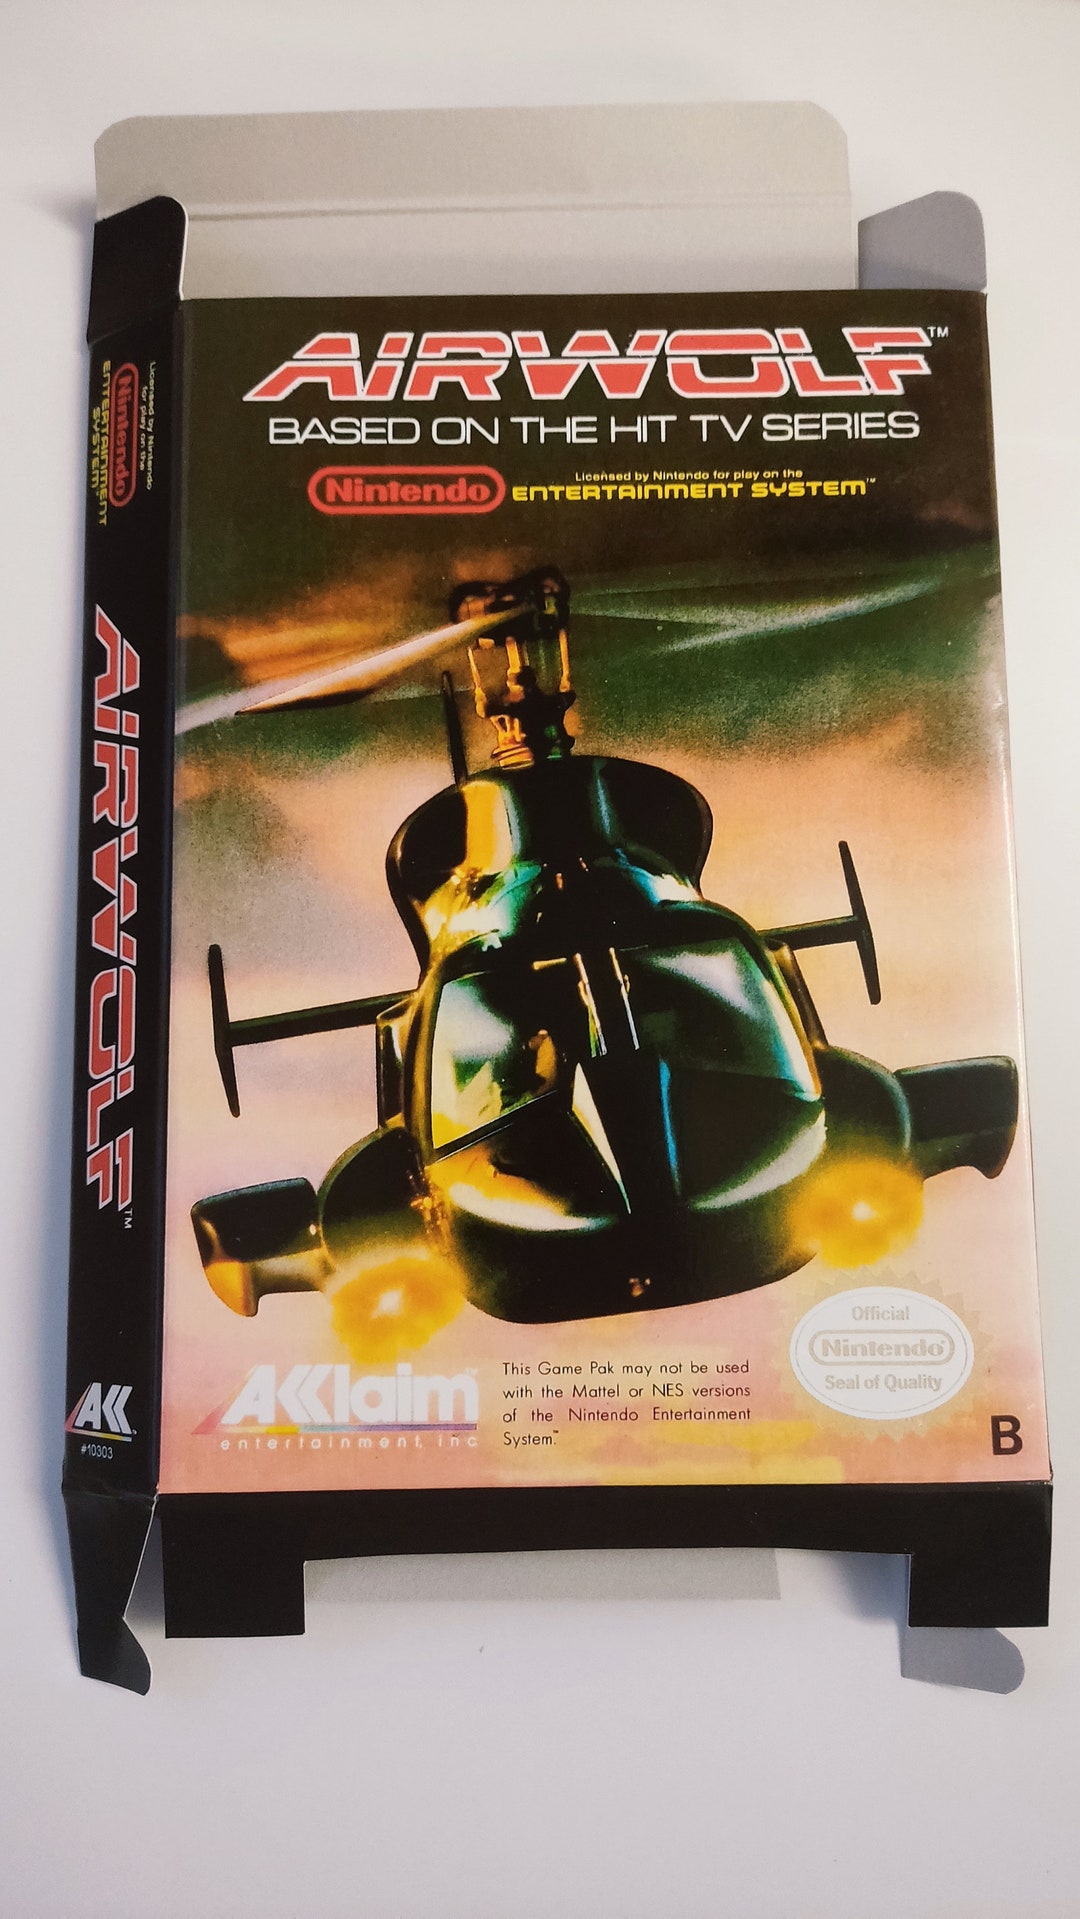 AIRWOLF™
BASED ON THE HIT TV SERIES
Nintendo
Licensed by Nintendo for play on the
ENTERTAINMENT SYSTEM™
Licensed by Nintendo
for play on the
Nintendo
ENTERTAINMENT
SYSTEM™
AIRWOLF™
AK
#10303
AKKlaim™
entertainment, inc
This Game Pak may not be used
with the Mattel or NES versions
of the Nintendo Entertainment
System.™
Official
Nintendo®
Seal of Quality
B